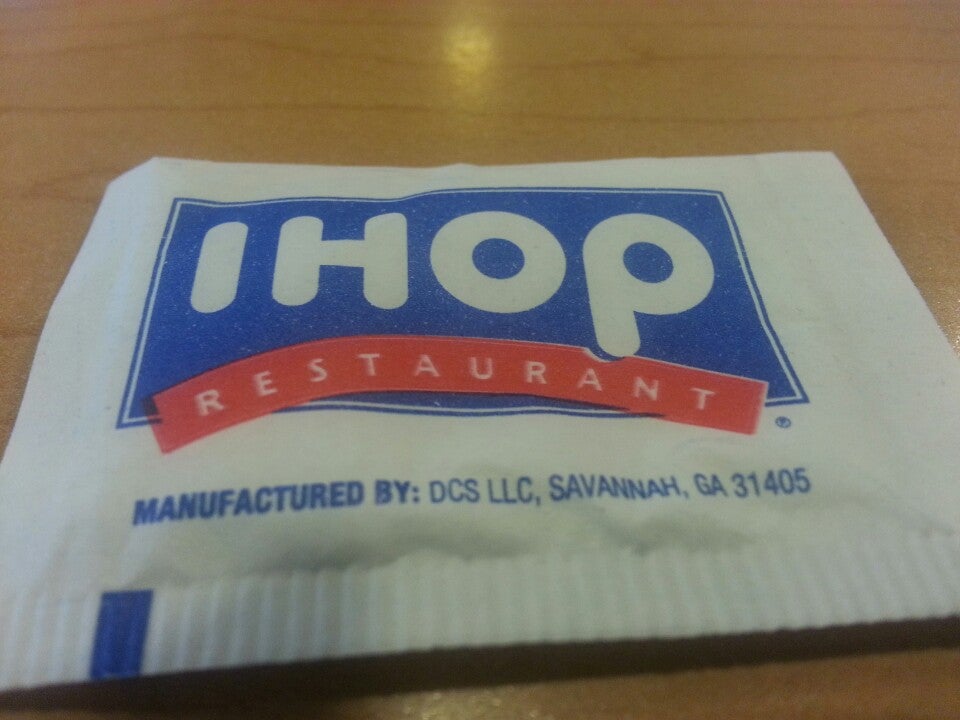 IHOP
RESTAURANT
®
MANUFACTURED BY: DCS LLC, SAVANNAH, GA 31405